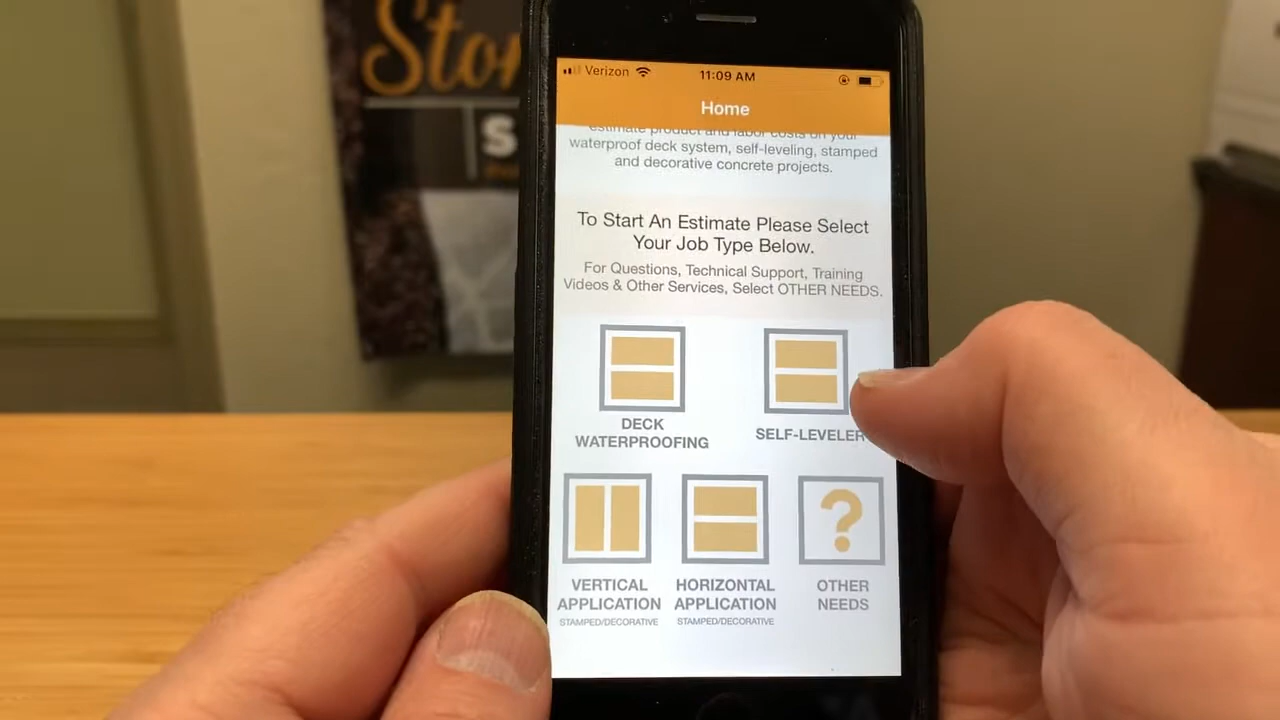 Stor
S
Verizon
11:09 AM
Home
estimate product and labor costs on your
waterproof deck system, self-leveling, stamped
and decorative concrete projects.
To Start An Estimate Please Select
Your Job Type Below.
For Questions, Technical Support, Training
Videos & Other Services, Select OTHER NEEDS.
DECK
WATERPROOFING
SELF-LEVELER
VERTICAL
APPLICATION
STAMPED/DECORATIVE
HORIZONTAL
APPLICATION
STAMPED/DECORATIVE
?
OTHER
NEEDS